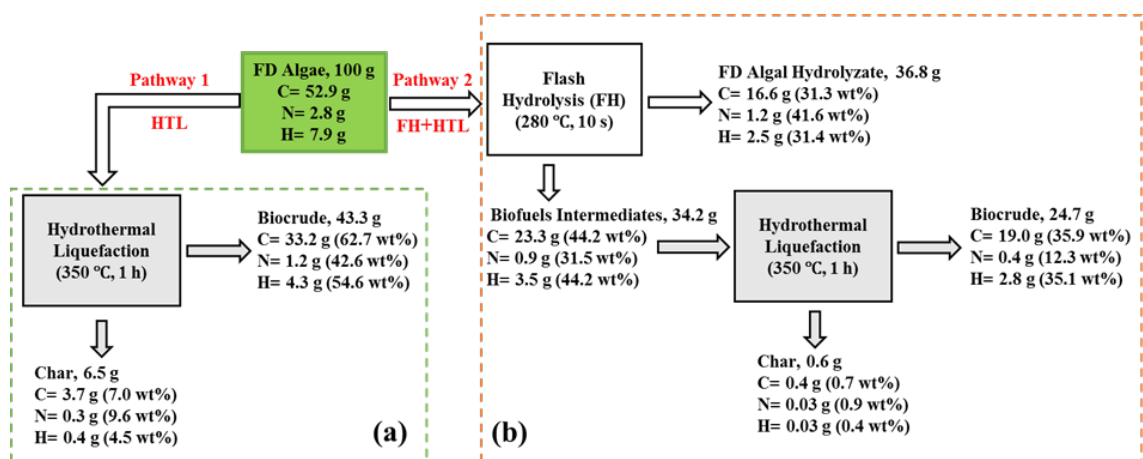 Pathway 1
HTL
FD Algae, 100 g
C= 52.9 g
N= 2.8 g
H= 7.9 g
Pathway 2
FH+HTL
Flash
Hydrolysis (FH)
(280 ℃, 10 s)
FD Algal Hydrolyzate, 36.8 g
C= 16.6 g (31.3 wt%)
N= 1.2 g (41.6 wt%)
H= 2.5 g (31.4 wt%)
Hydrothermal
Liquefaction
(350 ℃, 1 h)
Biocrude, 43.3 g
C= 33.2 g (62.7 wt%)
N= 1.2 g (42.6 wt%)
H= 4.3 g (54.6 wt%)
Char, 6.5 g
C= 3.7 g (7.0 wt%)
N= 0.3 g (9.6 wt%)
H= 0.4 g (4.5 wt%)
(a)
Biofuels Intermediates, 34.2 g
C= 23.3 g (44.2 wt%)
N= 0.9 g (31.5 wt%)
H= 3.5 g (44.2 wt%)
Hydrothermal
Liquefaction
(350 ℃, 1 h)
Biocrude, 24.7 g
C= 19.0 g (35.9 wt%)
N= 0.4 g (12.3 wt%)
H= 2.8 g (35.1 wt%)
Char, 0.6 g
C= 0.4 g (0.7 wt%)
N= 0.03 g (0.9 wt%)
H= 0.03 g (0.4 wt%)
(b)